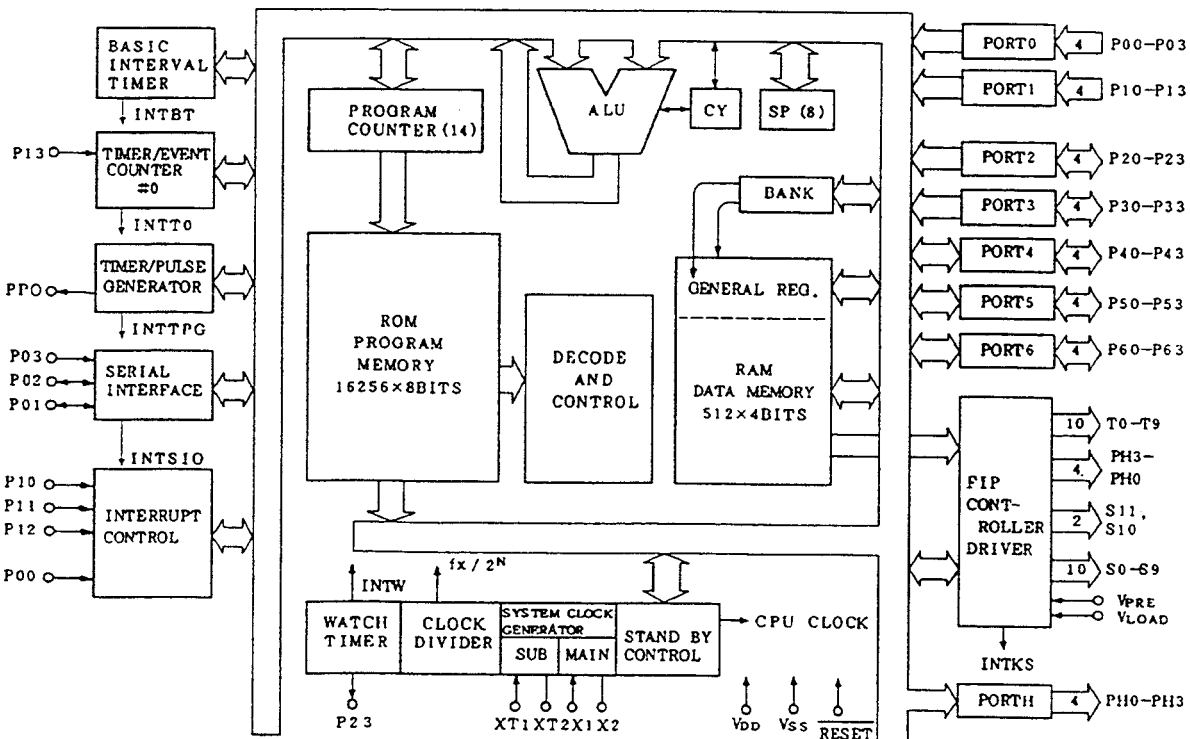 BASIC
INTERVAL
TIMER
INTBT
P13
TIMER/EVENT
COUNTER
#0
INTT0
TIMER/PULSE
GENERATOR
PPO
INTTPG
P03
P02
P01
SERIAL
INTERFACE
INTSIO
P10
P11
P12
P00
INTERRUPT
CONTROL
PROGRAM
COUNTER (14)
ALU
CY
SP (8)
BANK
ROM
PROGRAM
MEMORY
16256×8BITS
DECODE
AND
CONTROL
GENERAL REG.
RAM
DATA MEMORY
512×4BITS
INTW
fx / 2N
WATCH
TIMER
CLOCK
DIVIDER
SYSTEM CLOCK
GENERATOR
SUB
MAIN
STAND BY
CONTROL
CPU CLOCK
P23
XT1 XT2 X1 X2
VDD
VSS
RESET
PORT0 4 P00-P03
PORT1 4 P10-P13
PORT2 4 P20-P23
PORT3 4 P30-P33
PORT4 4 P40-P43
PORT5 4 P50-P53
PORT6 4 P60-P63
FIP
CONT-
ROLLER
DRIVER
10 T0-T9
4 PH3-
PH0
2 S11,
S10
10 S0-S9
VPRE
VLOAD
INTKS
PORTH 4 PH0-PH3